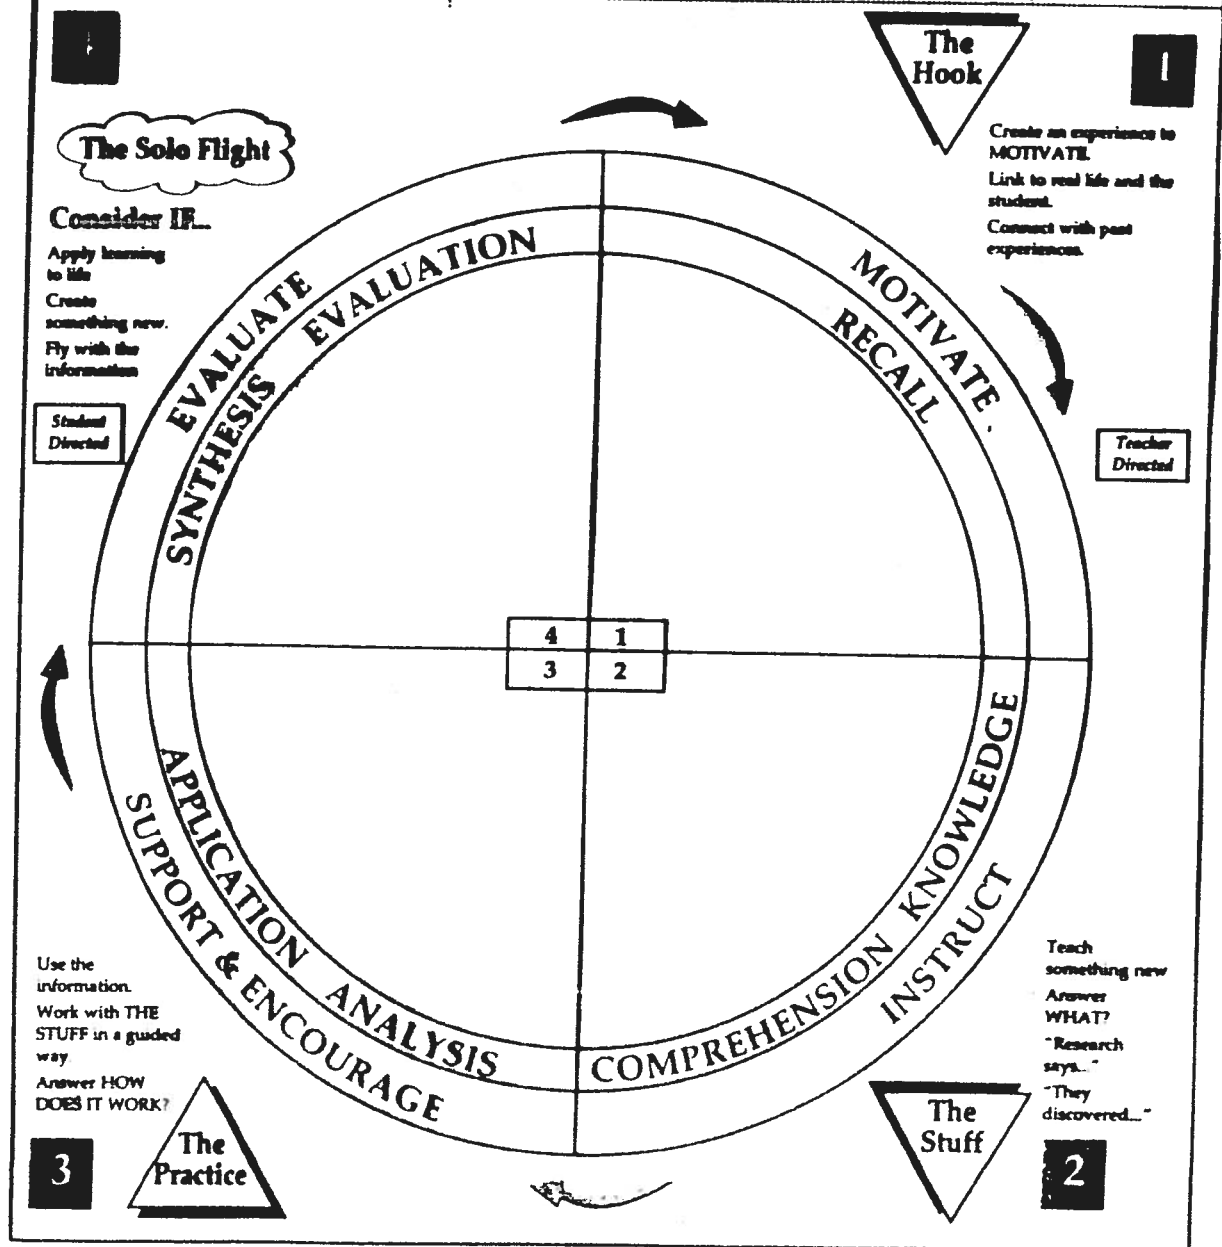 The
Hook
1
Create an experience to
MOTIVATE.
Link to real life and the
student.
Connect with past
experiences.
The Solo Flight
Consider IF...
Apply learning
to life
Create
something new.
Fly with the
information
Student
Directed
Teacher
Directed
EVALUATE
SYNTHESIS EVALUATION
MOTIVATE
RECALL
4 1
3 2
APPLICATION ANALYSIS
SUPPORT & ENCOURAGE
COMPREHENSION KNOWLEDGE
INSTRUCT
Teach
something new
Answer
WHAT?
"Research
says..."
"They
discovered..."
The
Stuff
2
Use the
information.
Work with THE
STUFF in a guided
way
Answer HOW
DOES IT WORK?
The
Practice
3